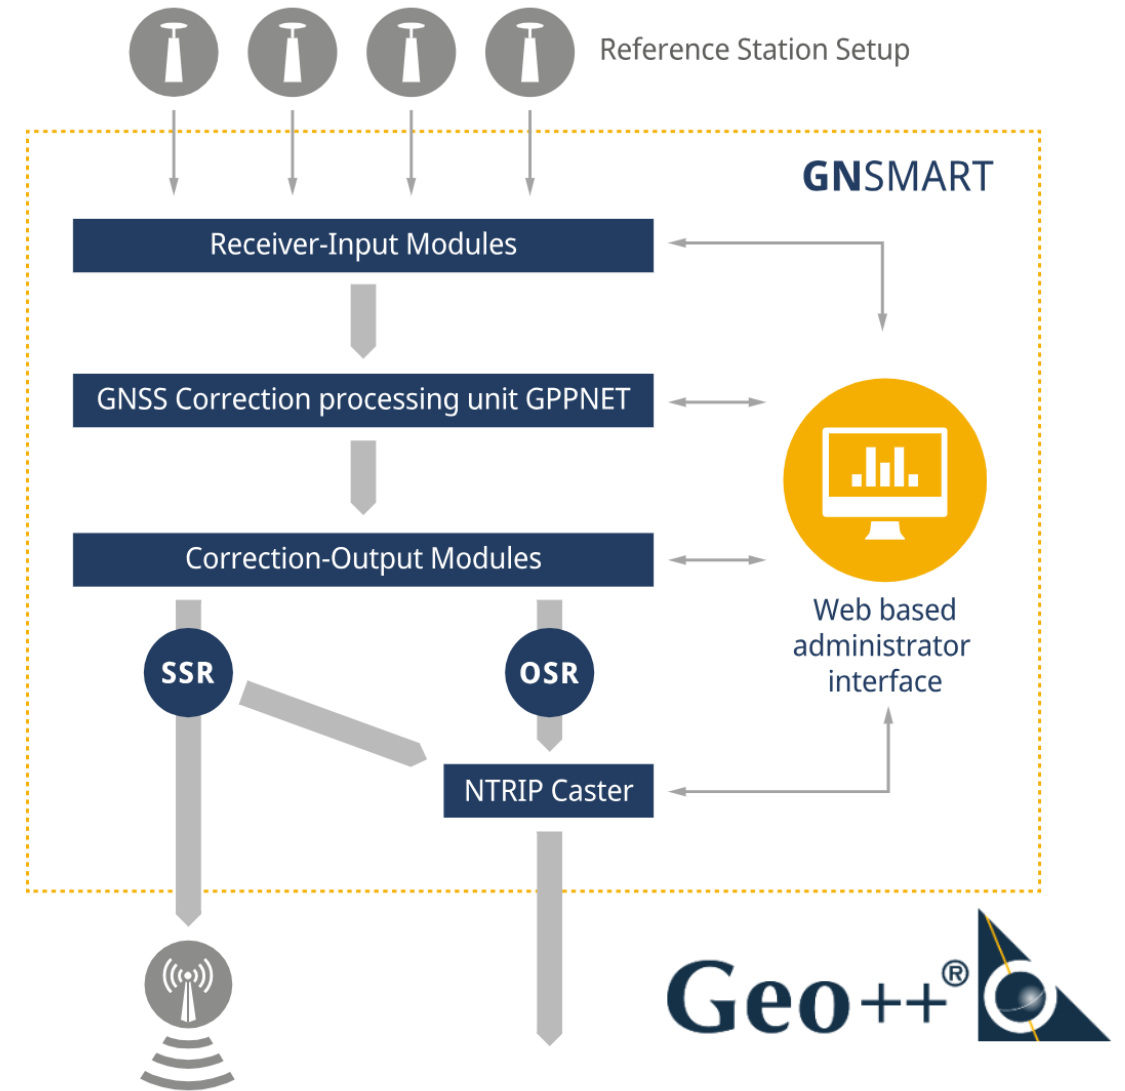 Reference Station Setup
GNSMART
Receiver-Input Modules
GNSS Correction processing unit GPPNET
Correction-Output Modules
Web based
administrator
interface
SSR
OSR
NTRIP Caster
Geo++®